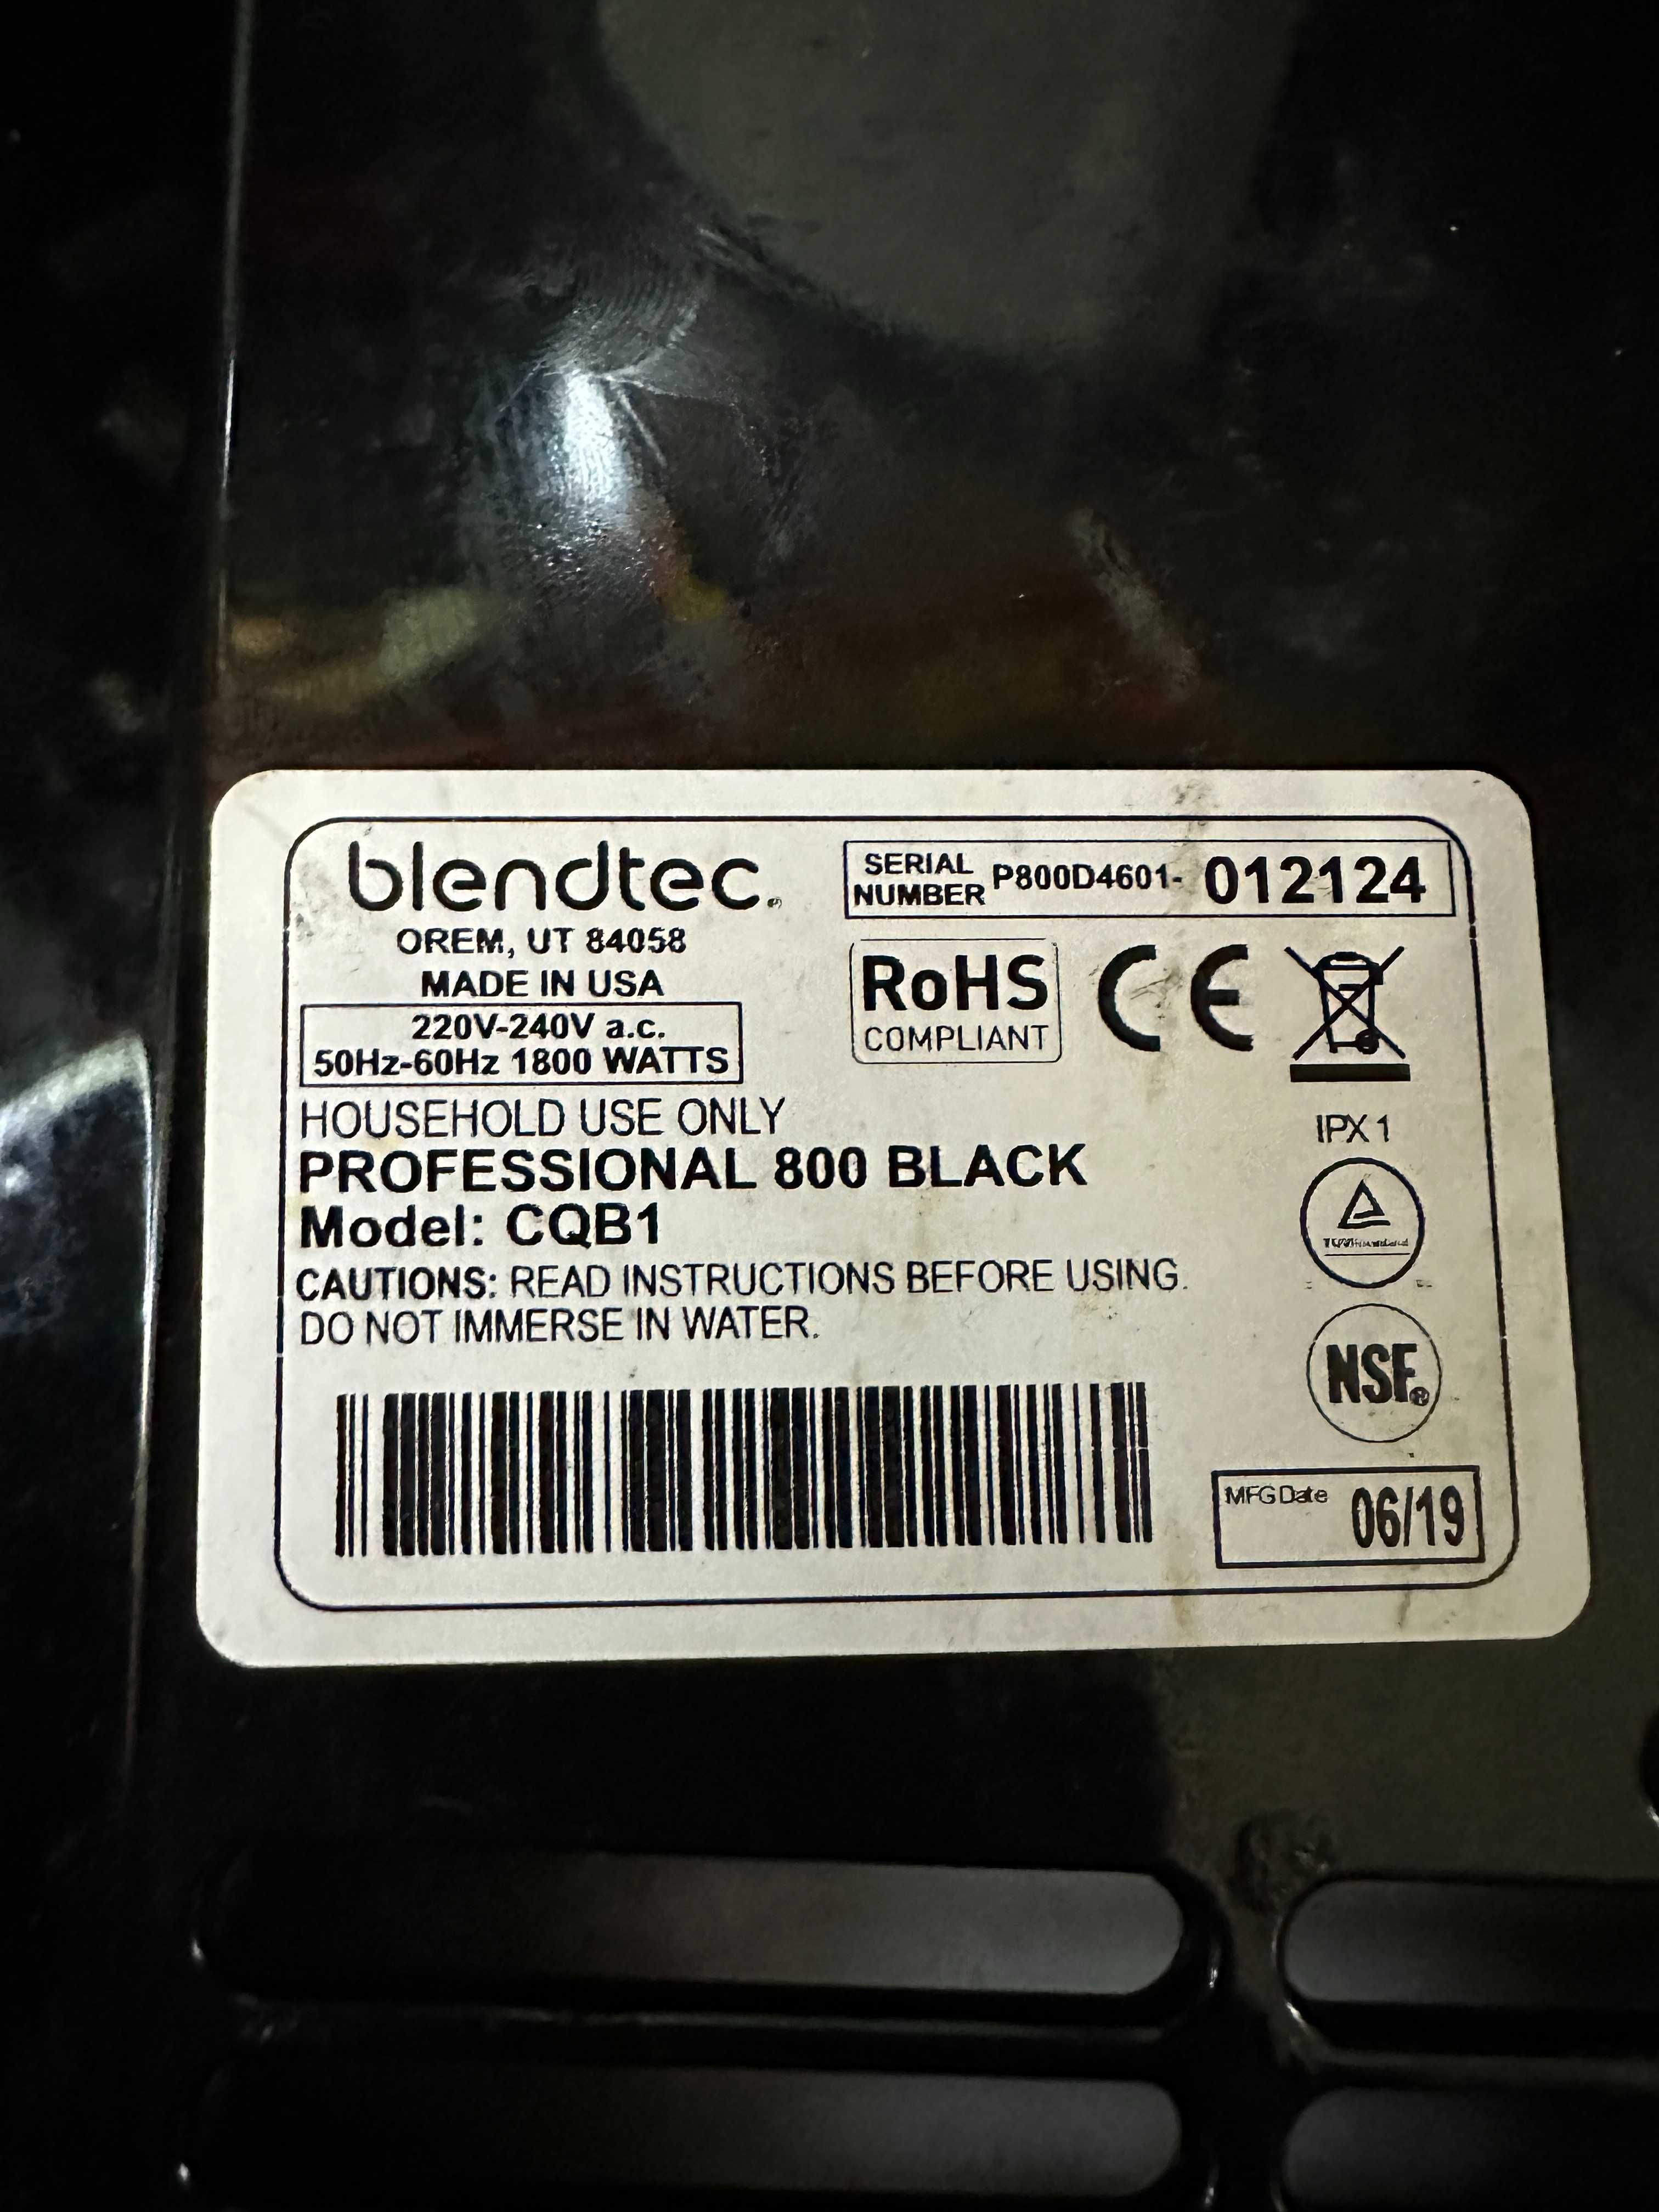 blendtec®
OREM, UT 84058
MADE IN USA
220V-240V a.c.
50Hz-60Hz 1800 WATTS
SERIAL
NUMBER P800D4601- 012124
RoHS
COMPLIANT
CE
HOUSEHOLD USE ONLY
PROFESSIONAL 800 BLACK
Model: CQB1
CAUTIONS: READ INSTRUCTIONS BEFORE USING.
DO NOT IMMERSE IN WATER.
IPX1
NSF®
MFG Date 06/19